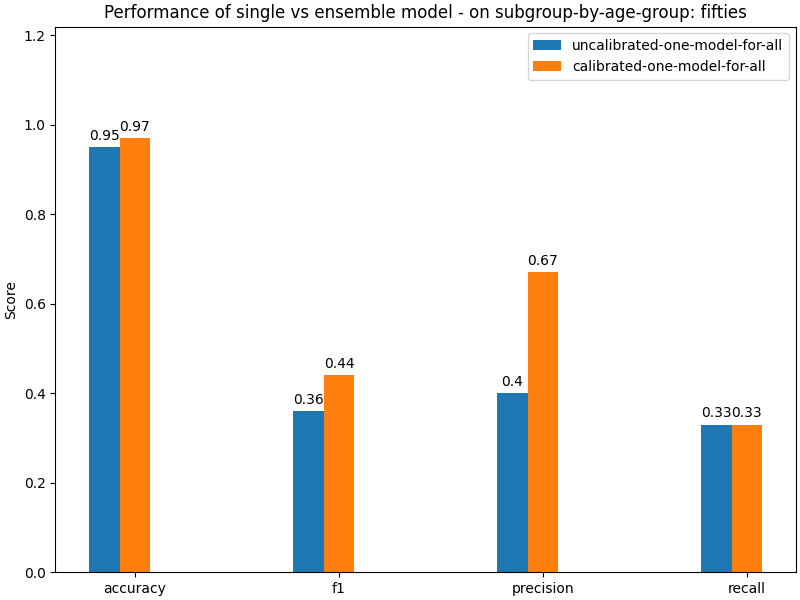 Performance of single vs ensemble model - on subgroup-by-age-group: fifties
uncalibrated-one-model-for-all
calibrated-one-model-for-all
Score
1.2
1.0
0.8
0.6
0.4
0.2
0.0
0.95
0.97
0.36
0.44
0.4
0.67
0.33
0.33
accuracy
f1
precision
recall